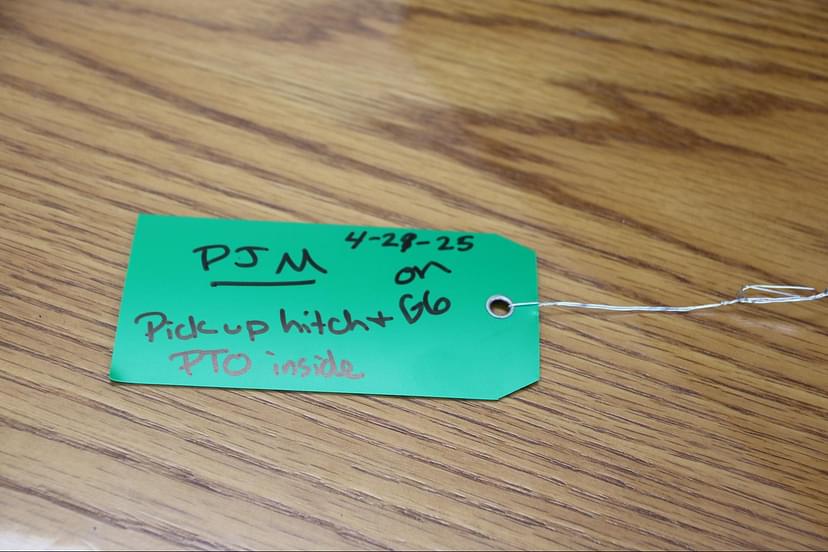 PJM
4-28-25
on
G6
Pick up hitch +
PTO inside